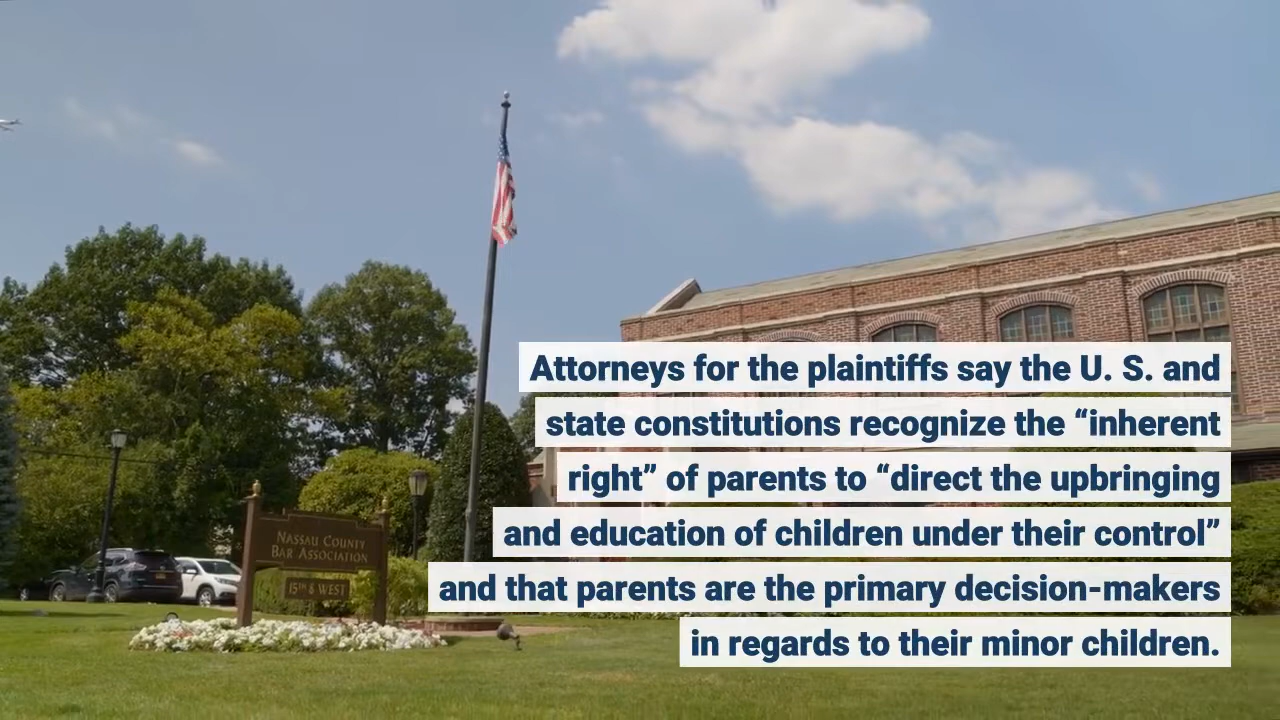 NASSAU COUNTY
BAR ASSOCIATION
15TH & WEST
Attorneys for the plaintiffs say the U. S. and
state constitutions recognize the “inherent
right” of parents to “direct the upbringing
and education of children under their control”
and that parents are the primary decision-makers
in regards to their minor children.